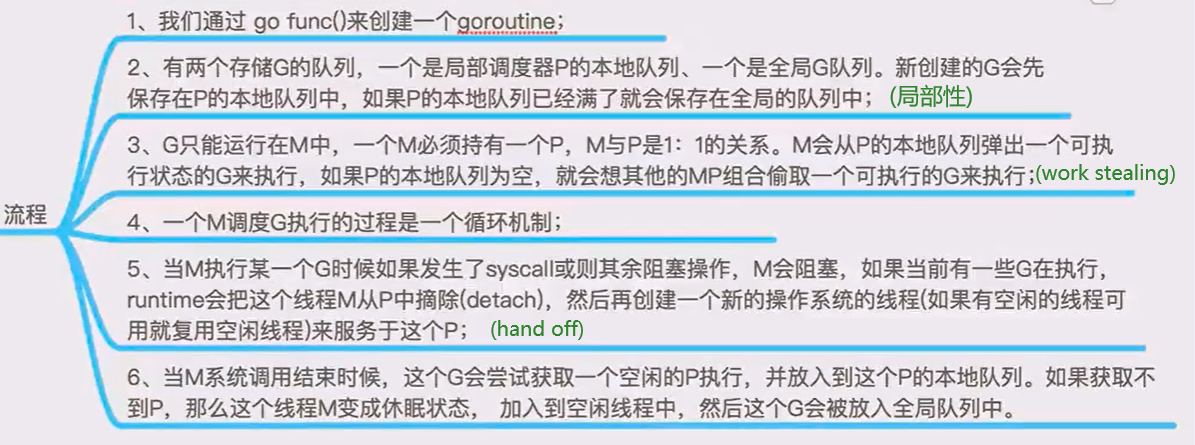 1、我们通过 go func()来创建一个goroutine；
2、有两个存储G的队列，一个是局部调度器P的本地队列、一个是全局G队列。新创建的G会先
保存在P的本地队列中，如果P的本地队列已经满了就会保存在全局的队列中； (局部性)
3、G只能运行在M中，一个M必须持有一个P，M与P是1：1的关系。M会从P的本地队列弹出一个可执
行状态的G来执行，如果P的本地队列为空，就会想其他的MP组合偷取一个可执行的G来执行；(work stealing)
流程
4、一个M调度G执行的过程是一个循环机制；
5、当M执行某一个G时候如果发生了syscall或则其余阻塞操作，M会阻塞，如果当前有一些G在执行，
runtime会把这个线程M从P中摘除(detach)，然后再创建一个新的操作系统的线程(如果有空闲的线程可
用就复用空闲线程)来服务于这个P； (hand off)
6、当M系统调用结束时候，这个G会尝试获取一个空闲的P执行，并放入到这个P的本地队列。如果获取不
到P，那么这个线程M变成休眠状态， 加入到空闲线程中，然后这个G会被放入全局队列中。